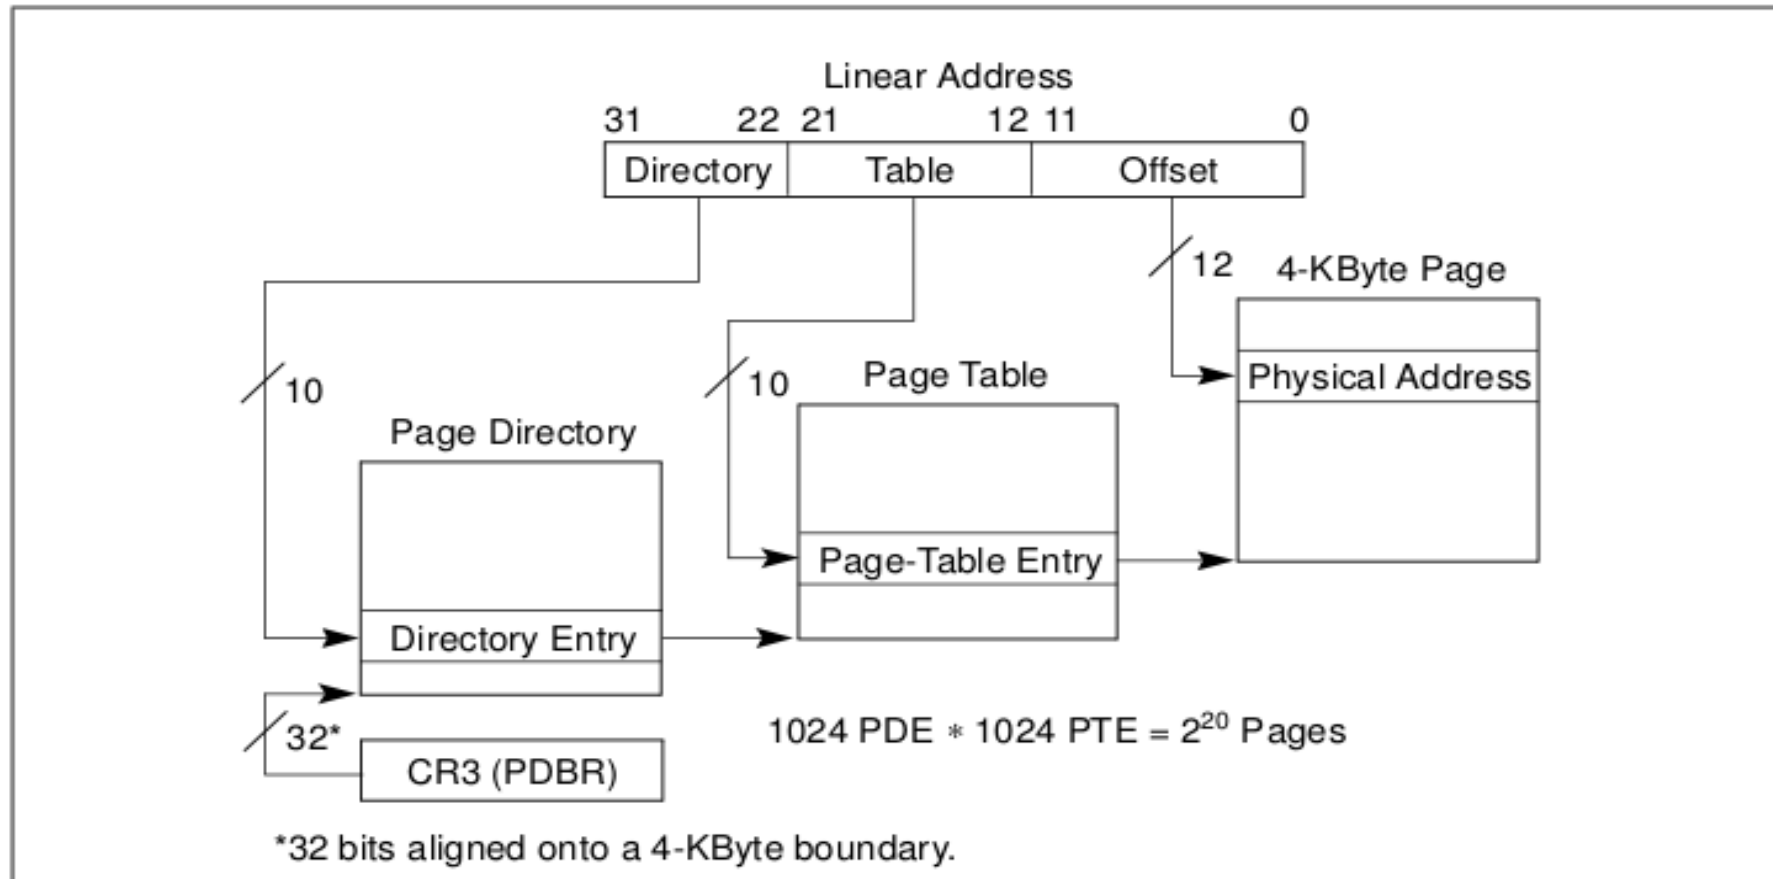 Linear Address
31 22 21 12 11 0
Directory Table Offset
12
4-KByte Page
10
10
Page Table
Physical Address
Page Directory
Page-Table Entry
Directory Entry
32*
1024 PDE * 1024 PTE = 2²⁰ Pages
CR3 (PDBR)
*32 bits aligned onto a 4-KByte boundary.